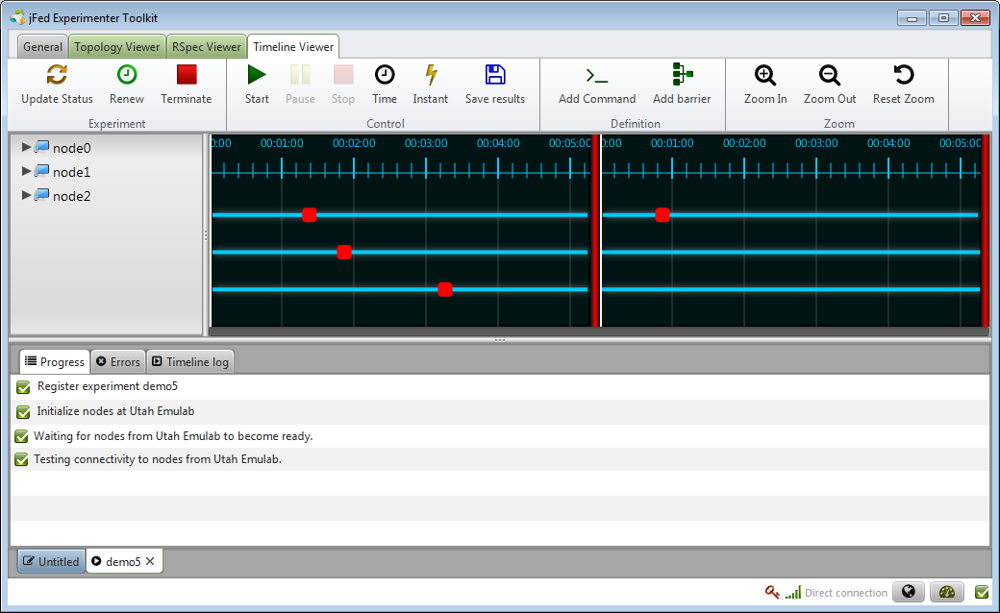 jFed Experimenter Toolkit
General Topology Viewer RSpec Viewer Timeline Viewer
Update Status Renew Terminate Start Pause Stop Time Instant Save results Add Command Add barrier Zoom In Zoom Out Reset Zoom
Experiment Control Definition Zoom
0:00 00:01:00 00:02:00 00:03:00 00:04:00 00:05:00 0:00 00:01:00 00:02:00 00:03:00 00:04:00 00:05:00
node0
node1
node2
Progress Errors Timeline log
Register experiment demo5
Initialize nodes at Utah Emulab
Waiting for nodes from Utah Emulab to become ready.
Testing connectivity to nodes from Utah Emulab.
Untitled demo5
Direct connection